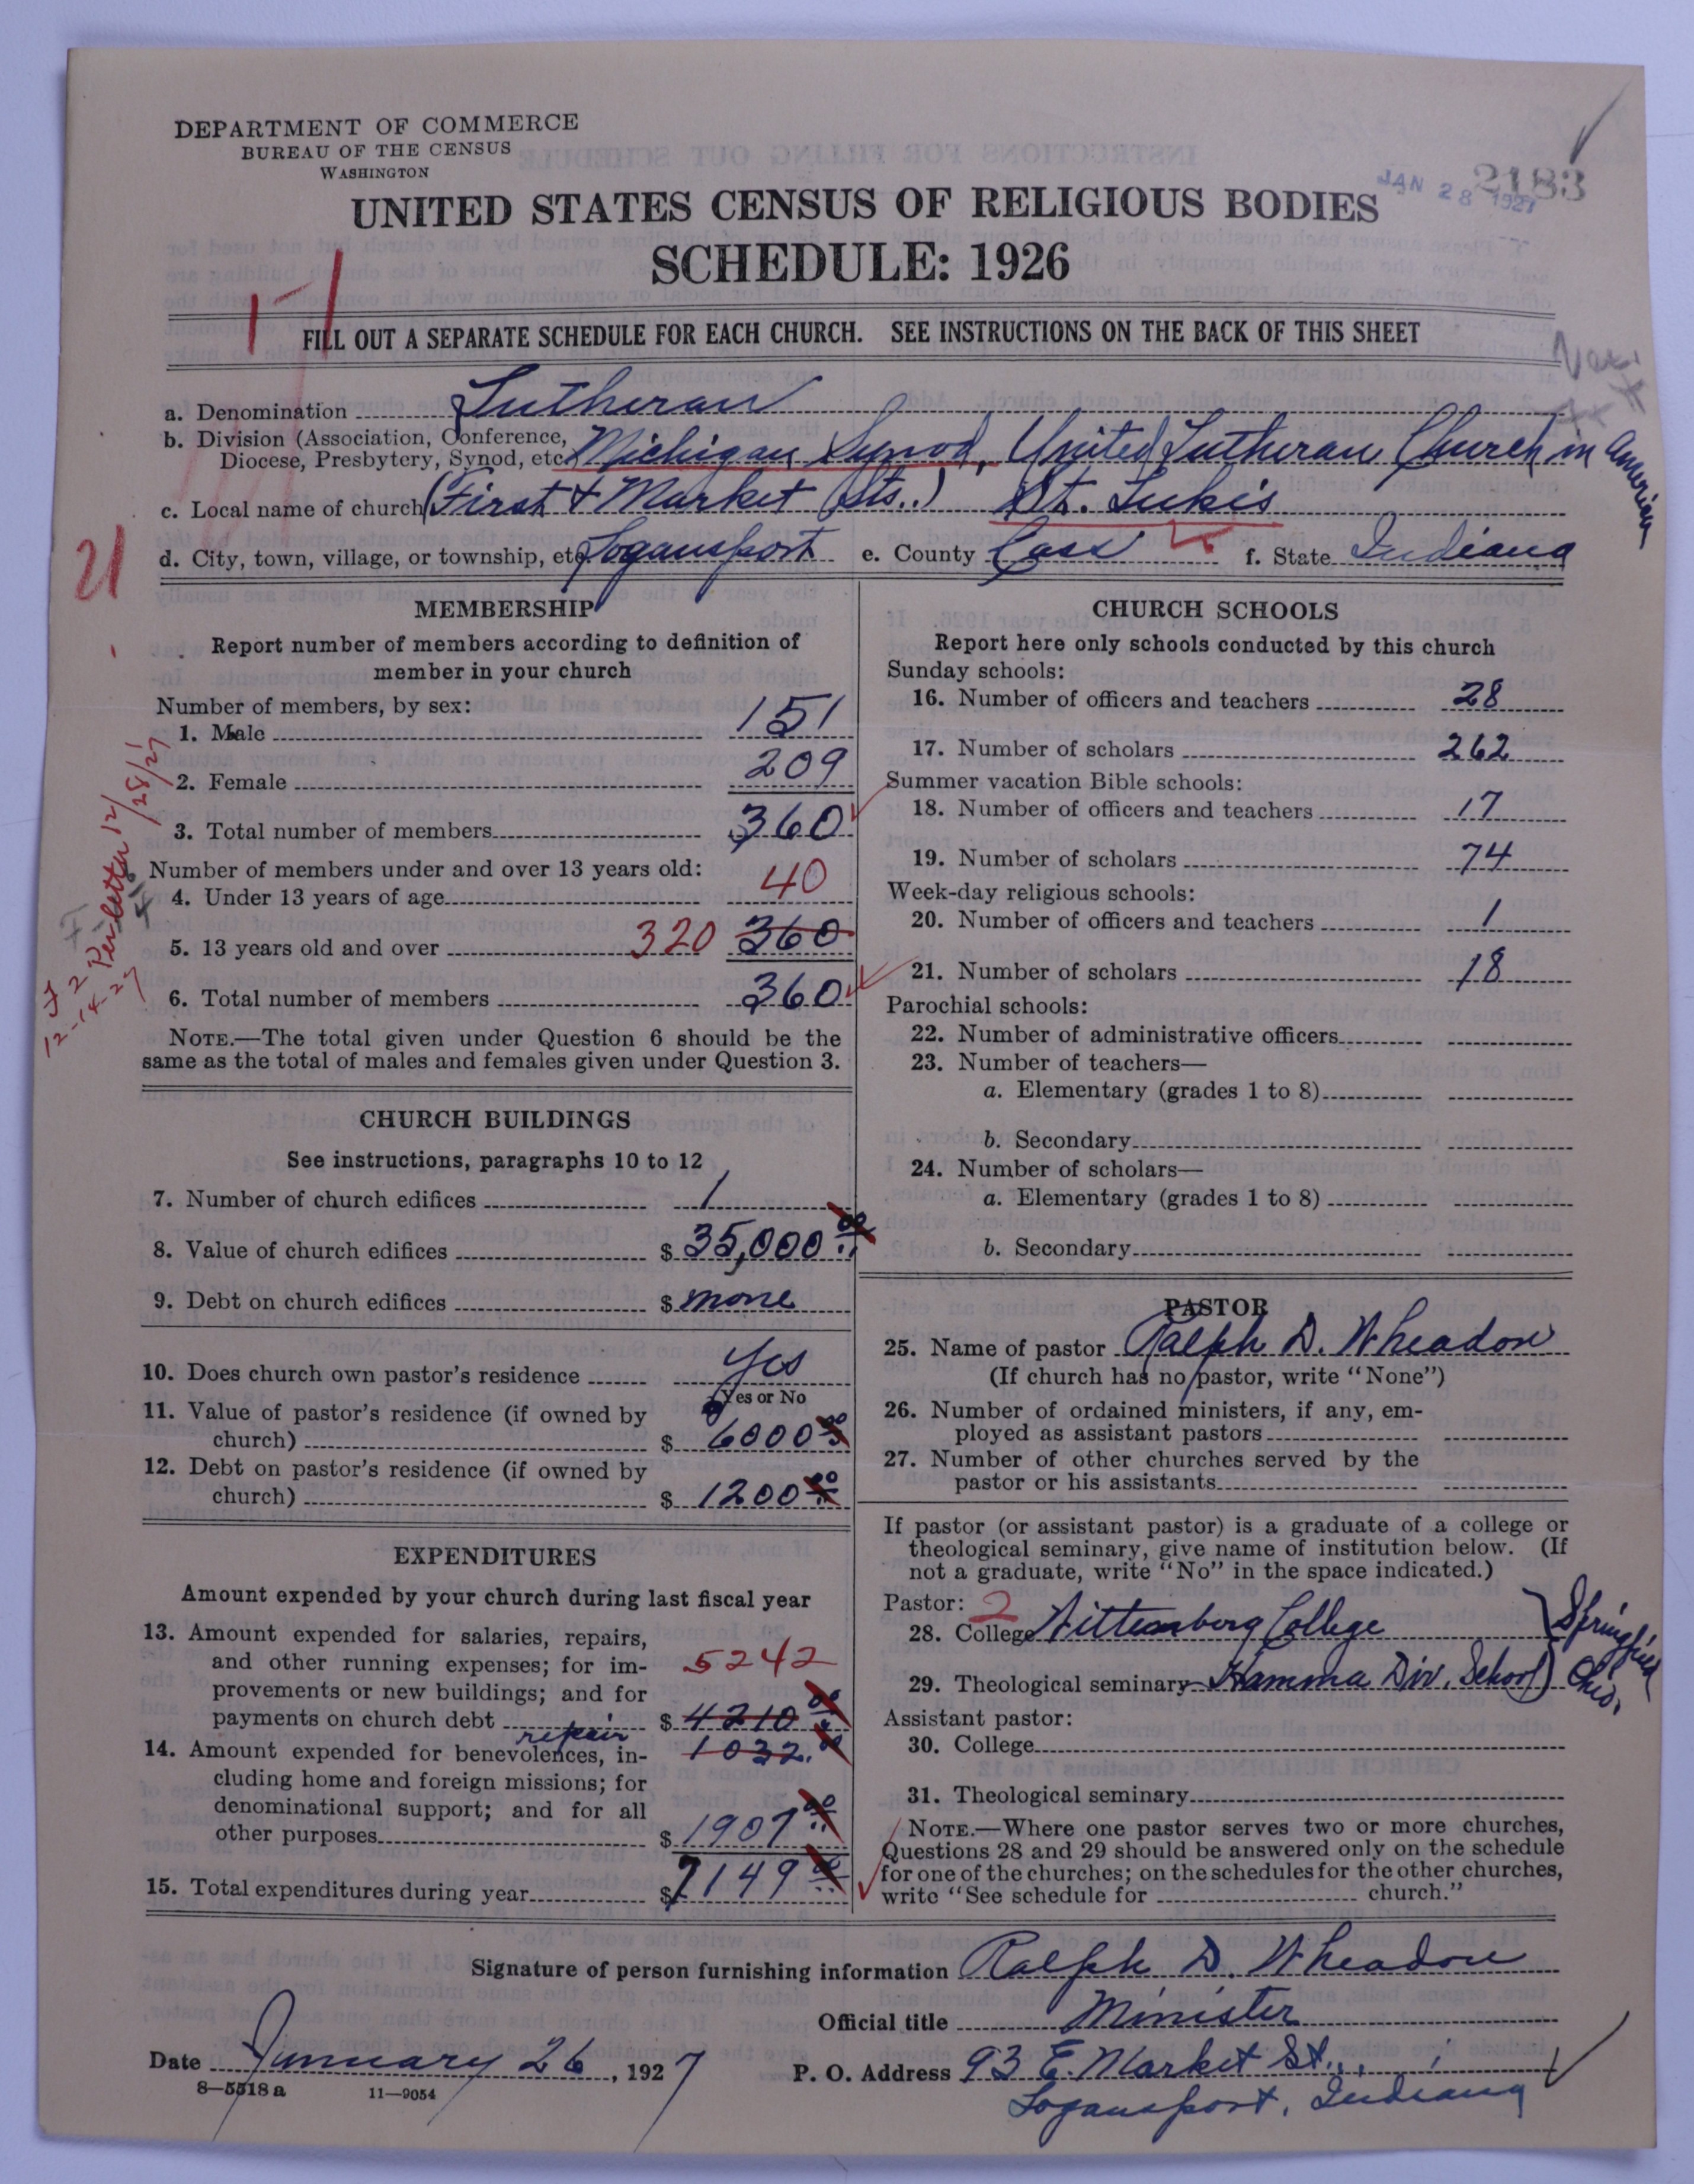 DEPARTMENT OF COMMERCE
BUREAU OF THE CENSUS
WASHINGTON
2183
JAN 28 1927
UNITED STATES CENSUS OF RELIGIOUS BODIES
SCHEDULE: 1926
FILL OUT A SEPARATE SCHEDULE FOR EACH CHURCH. SEE INSTRUCTIONS ON THE BACK OF THIS SHEET
a. Denomination Lutheran
b. Division (Association, Conference,
Diocese, Presbytery, Synod, etc.) Michigan Synod, United Lutheran Church in America
c. Local name of church (First & Market Sts.) St. Luke's
d. City, town, village, or township, etc. Logansport e. County Cass f. State Indiana
21
MEMBERSHIP
Report number of members according to definition of
member in your church
Number of members, by sex:
1. Male 151
2. Female 209
3. Total number of members 360
Number of members under and over 13 years old:
4. Under 13 years of age 40
5. 13 years old and over 320 360
6. Total number of members 360
NOTE.—The total given under Question 6 should be the
same as the total of males and females given under Question 3.
Per letter 12/28/27
12-14-27
CHURCH BUILDINGS
See instructions, paragraphs 10 to 12
7. Number of church edifices 1
8. Value of church edifices $ 35,000 00
9. Debt on church edifices $ none
10. Does church own pastor's residence Yes
Yes or No
11. Value of pastor's residence (if owned by
church) $ 6000 00
12. Debt on pastor's residence (if owned by
church) $ 1200 00
EXPENDITURES
Amount expended by your church during last fiscal year
13. Amount expended for salaries, repairs,
and other running expenses; for im- 5242
provements or new buildings; and for
payments on church debt $ 4210 00
repair
14. Amount expended for benevolences, in- 1032.00
cluding home and foreign missions; for
denominational support; and for all
other purposes $ 1907 00
15. Total expenditures during year $ 7149 00
CHURCH SCHOOLS
Report here only schools conducted by this church
Sunday schools:
16. Number of officers and teachers 28
17. Number of scholars 262
Summer vacation Bible schools:
18. Number of officers and teachers 17
19. Number of scholars 74
Week-day religious schools:
20. Number of officers and teachers 1
21. Number of scholars 18
Parochial schools:
22. Number of administrative officers
23. Number of teachers—
a. Elementary (grades 1 to 8)
b. Secondary
24. Number of scholars—
a. Elementary (grades 1 to 8)
b. Secondary
PASTOR
25. Name of pastor Ralph D. Wheadon
(If church has no pastor, write "None")
26. Number of ordained ministers, if any, em-
ployed as assistant pastors
27. Number of other churches served by the
pastor or his assistants
If pastor (or assistant pastor) is a graduate of a college or
theological seminary, give name of institution below. (If
not a graduate, write "No" in the space indicated.)
Pastor: 2
28. College Wittemberg College } Springfield
29. Theological seminary Hamma Div. School Ohio.
Assistant pastor:
30. College
31. Theological seminary
NOTE.—Where one pastor serves two or more churches,
Questions 28 and 29 should be answered only on the schedule
for one of the churches; on the schedules for the other churches,
write "See schedule for church."
Signature of person furnishing information Ralph D. Wheadon
Official title Minister
Date January 26, 1927 P. O. Address 93 E. Market St.,
Logansport, Indiana
8—5518 a 11—9054